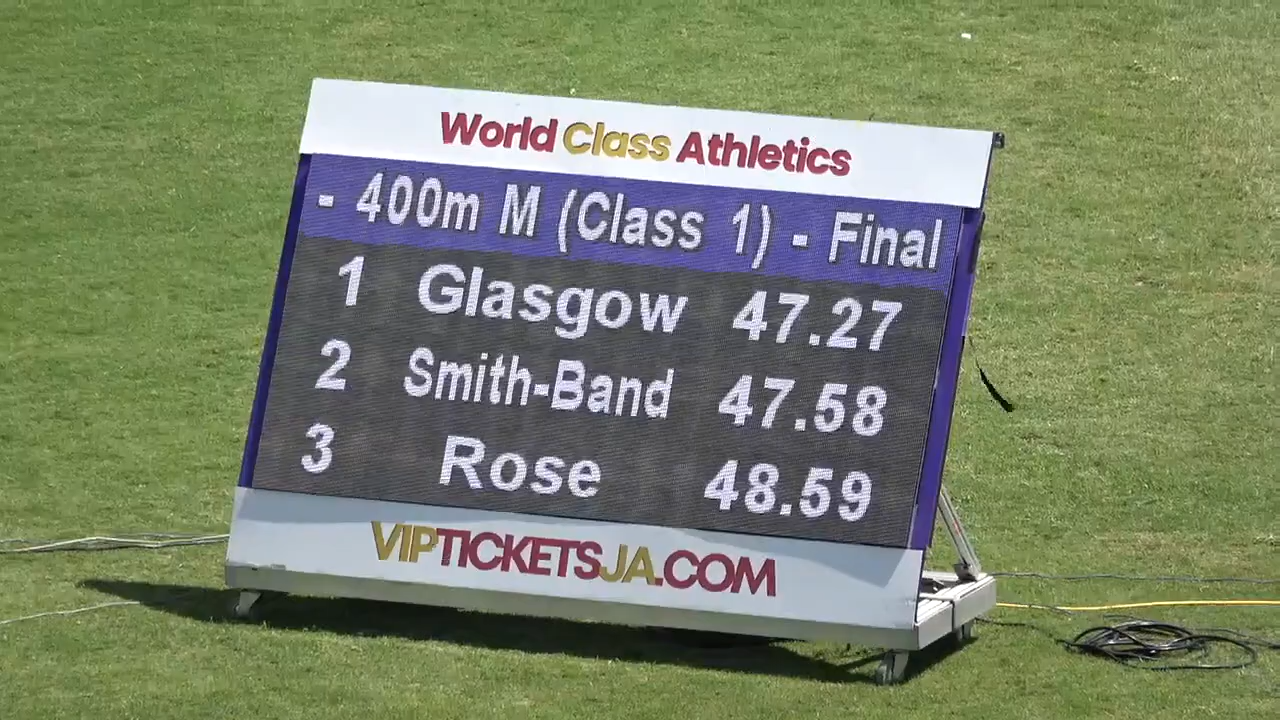 World Class Athletics
- 400m M (Class 1) - Final
1 Glasgow 47.27
2 Smith-Band 47.58
3 Rose 48.59
VIPTICKETSJA.COM